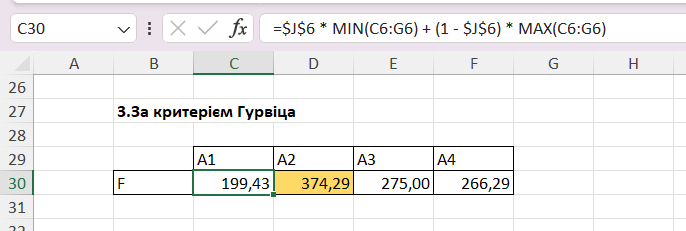 C30 fx =$J$6 * MIN(C6:G6) + (1 - $J$6) * MAX(C6:G6)
A B C D E F G H
26
27 3.За критерієм Гурвіца
28
29 A1 A2 A3 A4
30 F 199,43 374,29 275,00 266,29
31